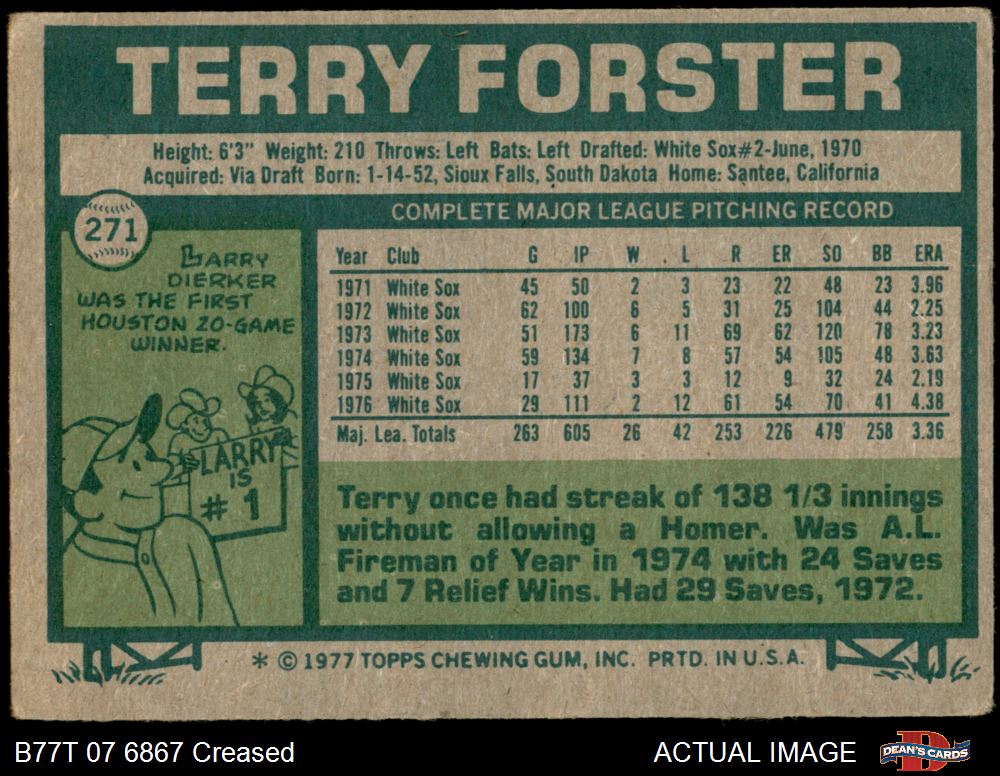 TERRY FORSTER
Height: 6'3" Weight: 210 Throws: Left Bats: Left Drafted: White Sox#2-June, 1970
Acquired: Via Draft Born: 1-14-52, Sioux Falls, South Dakota Home: Santee, California
271
LARRY
DIERKER
WAS THE FIRST
HOUSTON 20-GAME
WINNER.
LARRY
IS
# 1
COMPLETE MAJOR LEAGUE PITCHING RECORD
Year Club G IP W L R ER SO BB ERA
1971 White Sox 45 50 2 3 23 22 48 23 3.96
1972 White Sox 62 100 6 5 31 25 104 44 2.25
1973 White Sox 51 173 6 11 69 62 120 78 3.23
1974 White Sox 59 134 7 8 57 54 105 48 3.63
1975 White Sox 17 37 3 3 12 9 32 24 2.19
1976 White Sox 29 111 2 12 61 54 70 41 4.38
Maj. Lea. Totals 263 605 26 42 253 226 479 258 3.36
Terry once had streak of 138 1/3 innings
without allowing a Homer. Was A.L.
Fireman of Year in 1974 with 24 Saves
and 7 Relief Wins. Had 29 Saves, 1972.
* © 1977 TOPPS CHEWING GUM, INC. PRTD. IN U.S.A.
B77T 07 6867 Creased
ACTUAL IMAGE
D
DEAN'S CARDS